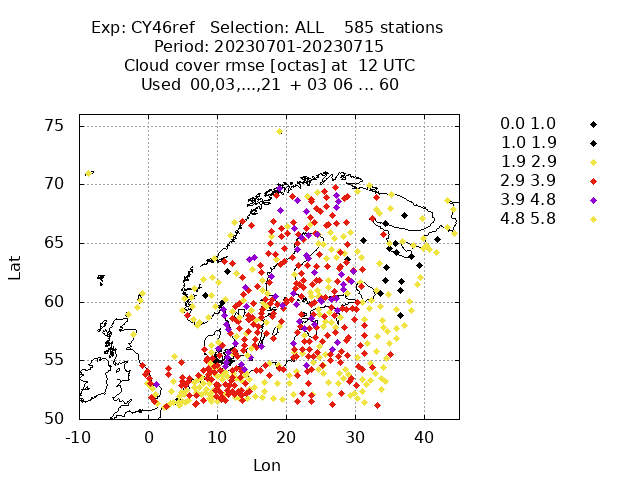 Exp: CY46ref   Selection: ALL    585 stations
Period: 20230701-20230715
Cloud cover rmse [octas] at  12 UTC
Used  00,03,...,21  + 03 06 ... 60
75
70
65
60
55
50
-10 0 10 20 30 40
Lat
Lon
0.0 1.0
1.0 1.9
1.9 2.9
2.9 3.9
3.9 4.8
4.8 5.8